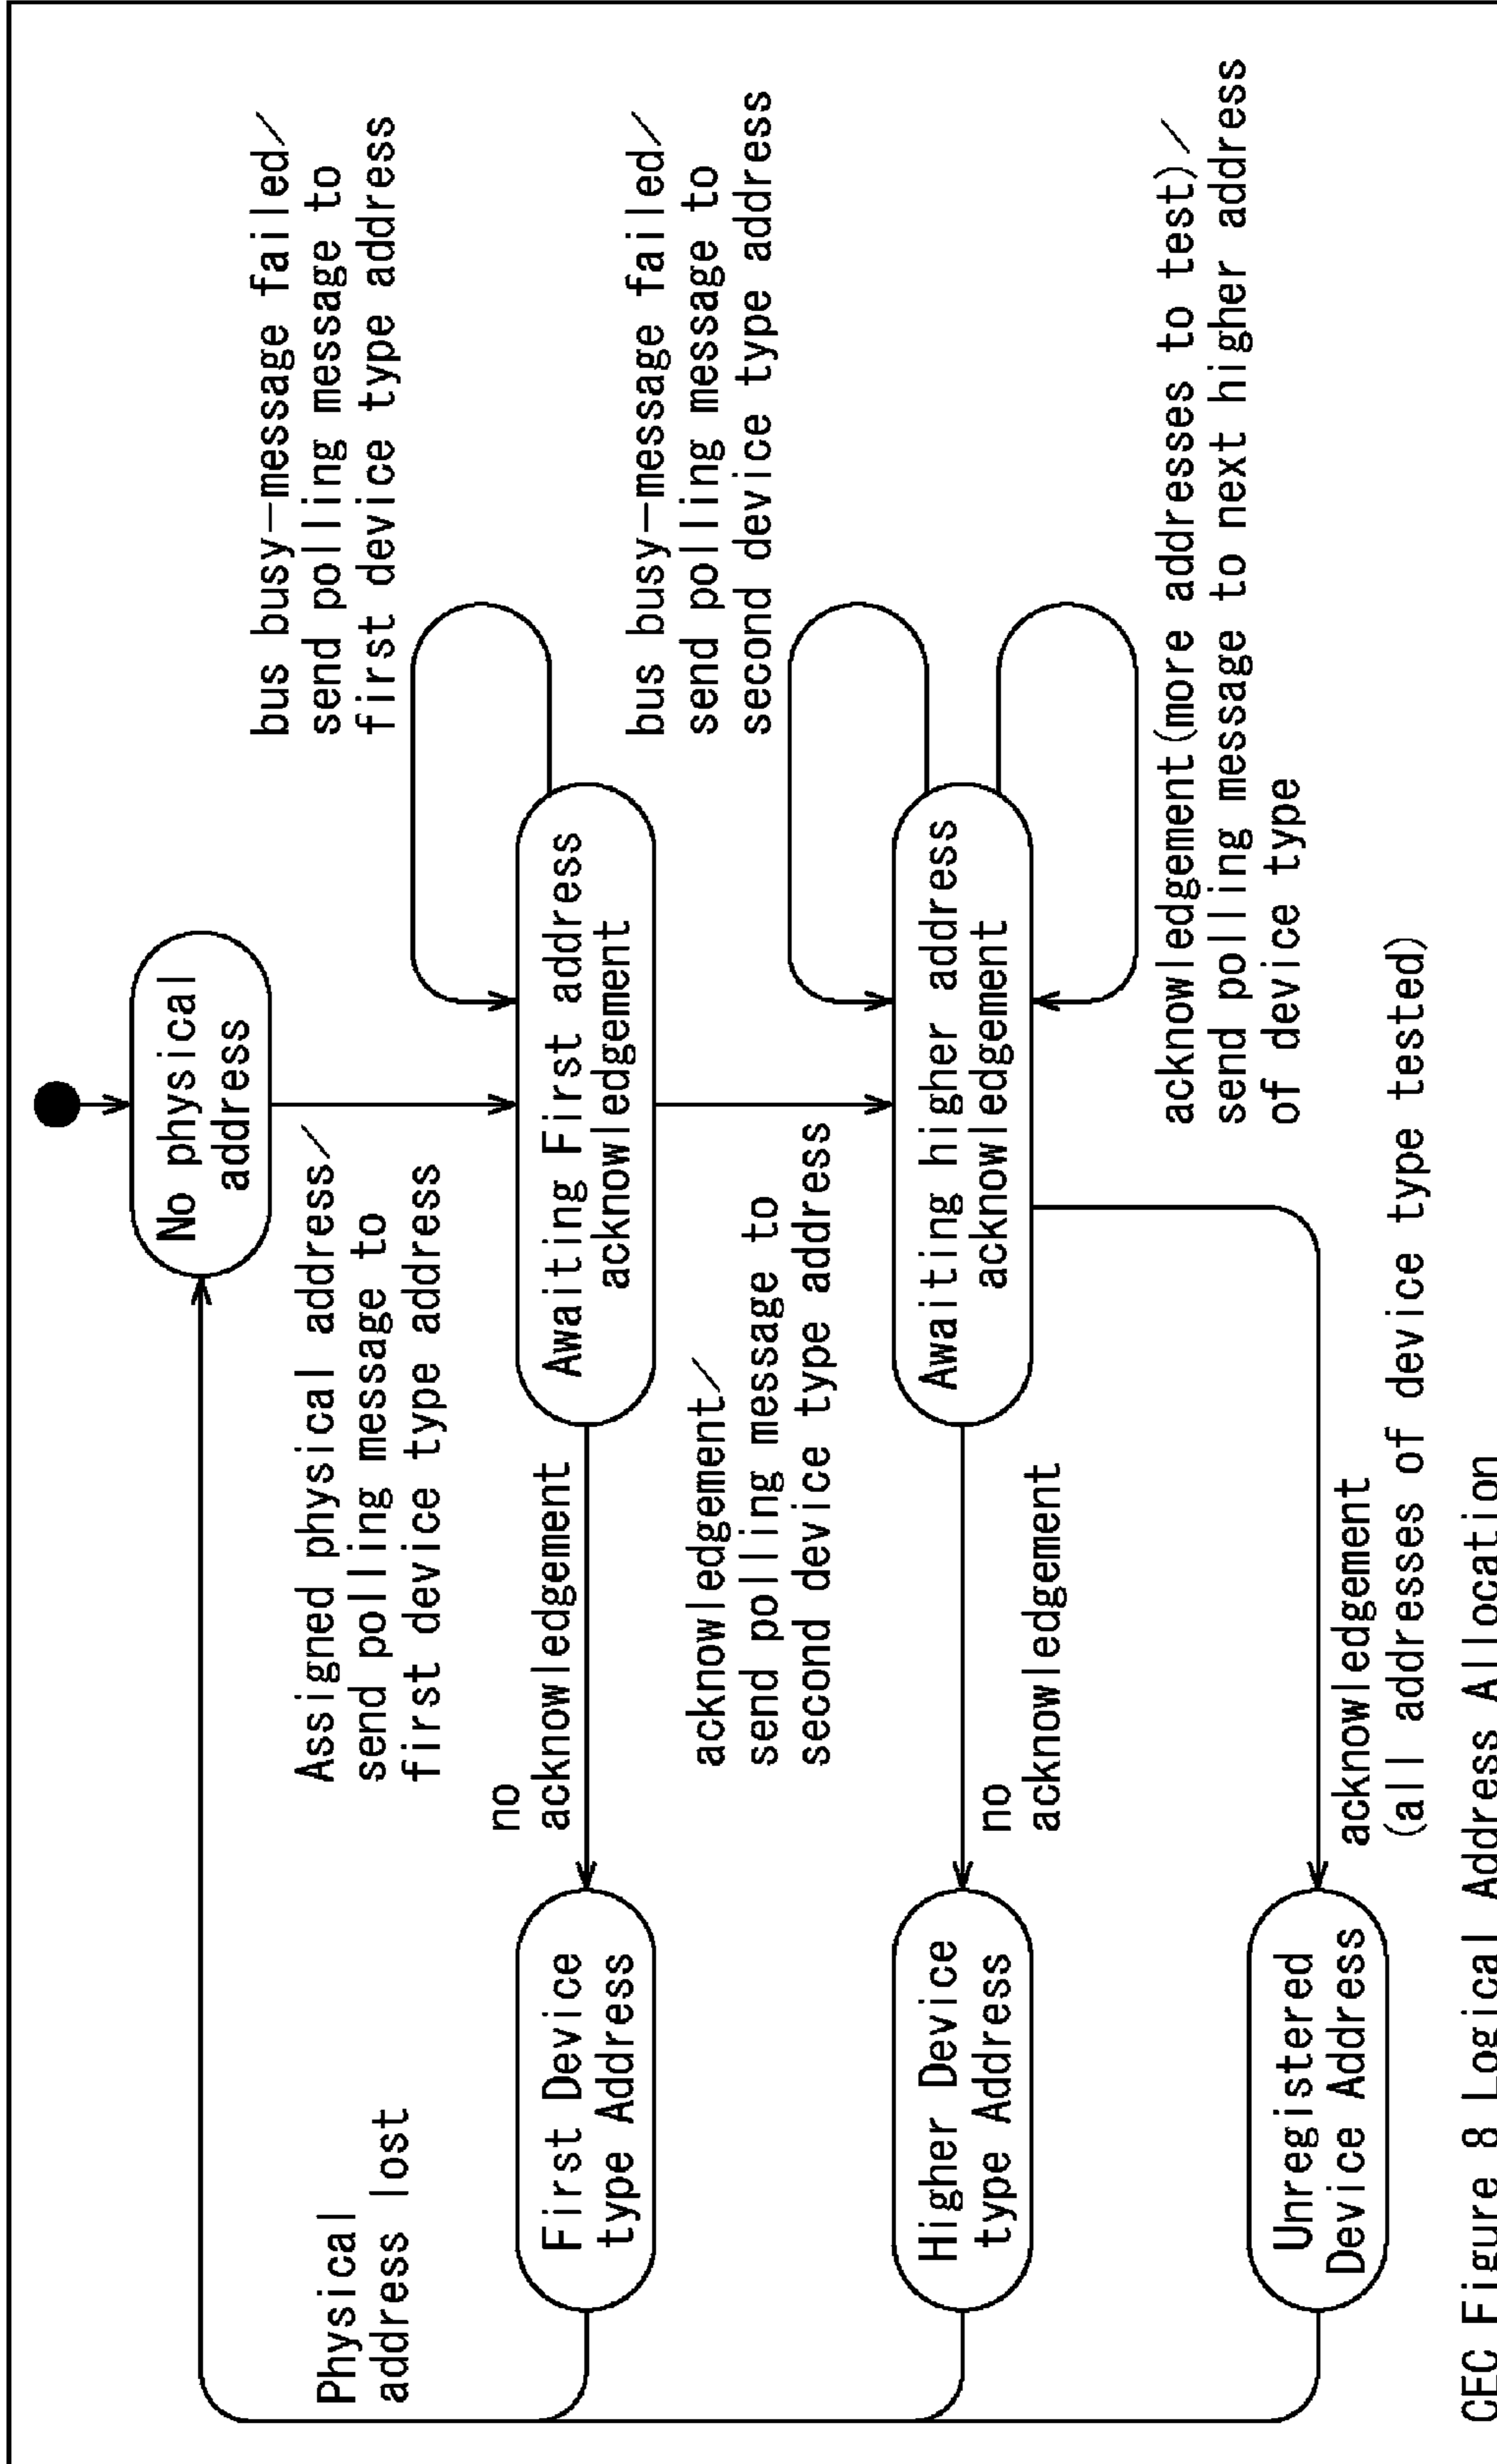 No physical
address
Physical
address lost
Assigned physical address/
send polling message to
first device type address
bus busy-message failed/
send polling message to
first device type address
First Device
type Address
no
acknowledgement
Awaiting First address
acknowledgement
acknowledgement/
send polling message to
second device type address
bus busy-message failed/
send polling message to
second device type address
Higher Device
type Address
no
acknowledgement
Awaiting higher address
acknowledgement
acknowledgement(more addresses to test)/
send polling message to next higher address
of device type
Unregistered
Device Address
acknowledgement
(all addresses of device type tested)
CEC Figure 8 Logical Address Allocation